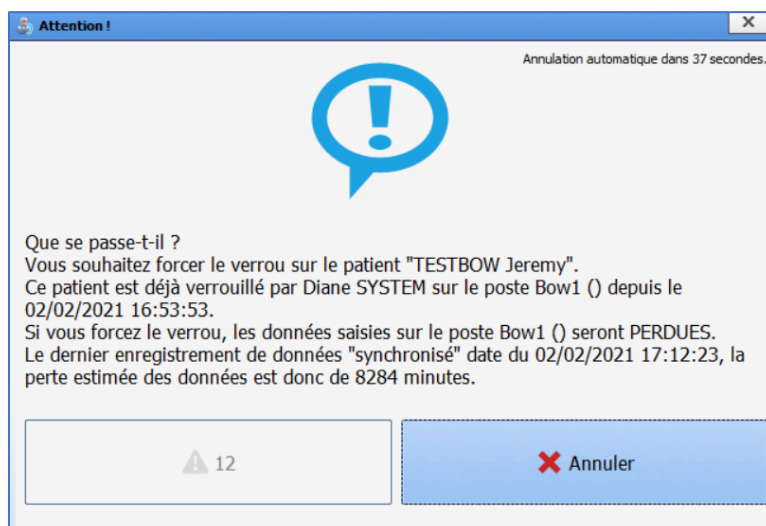 Attention !
Annulation automatique dans 37 secondes.
Que se passe-t-il ?
Vous souhaitez forcer le verrou sur le patient "TESTBOW Jeremy".
Ce patient est déjà verrouillé par Diane SYSTEM sur le poste Bow1 () depuis le
02/02/2021 16:53:53.
Si vous forcez le verrou, les données saisies sur le poste Bow1 () seront PERDUES.
Le dernier enregistrement de données "synchronisé" date du 02/02/2021 17:12:23, la
perte estimée des données est donc de 8284 minutes.
12
Annuler